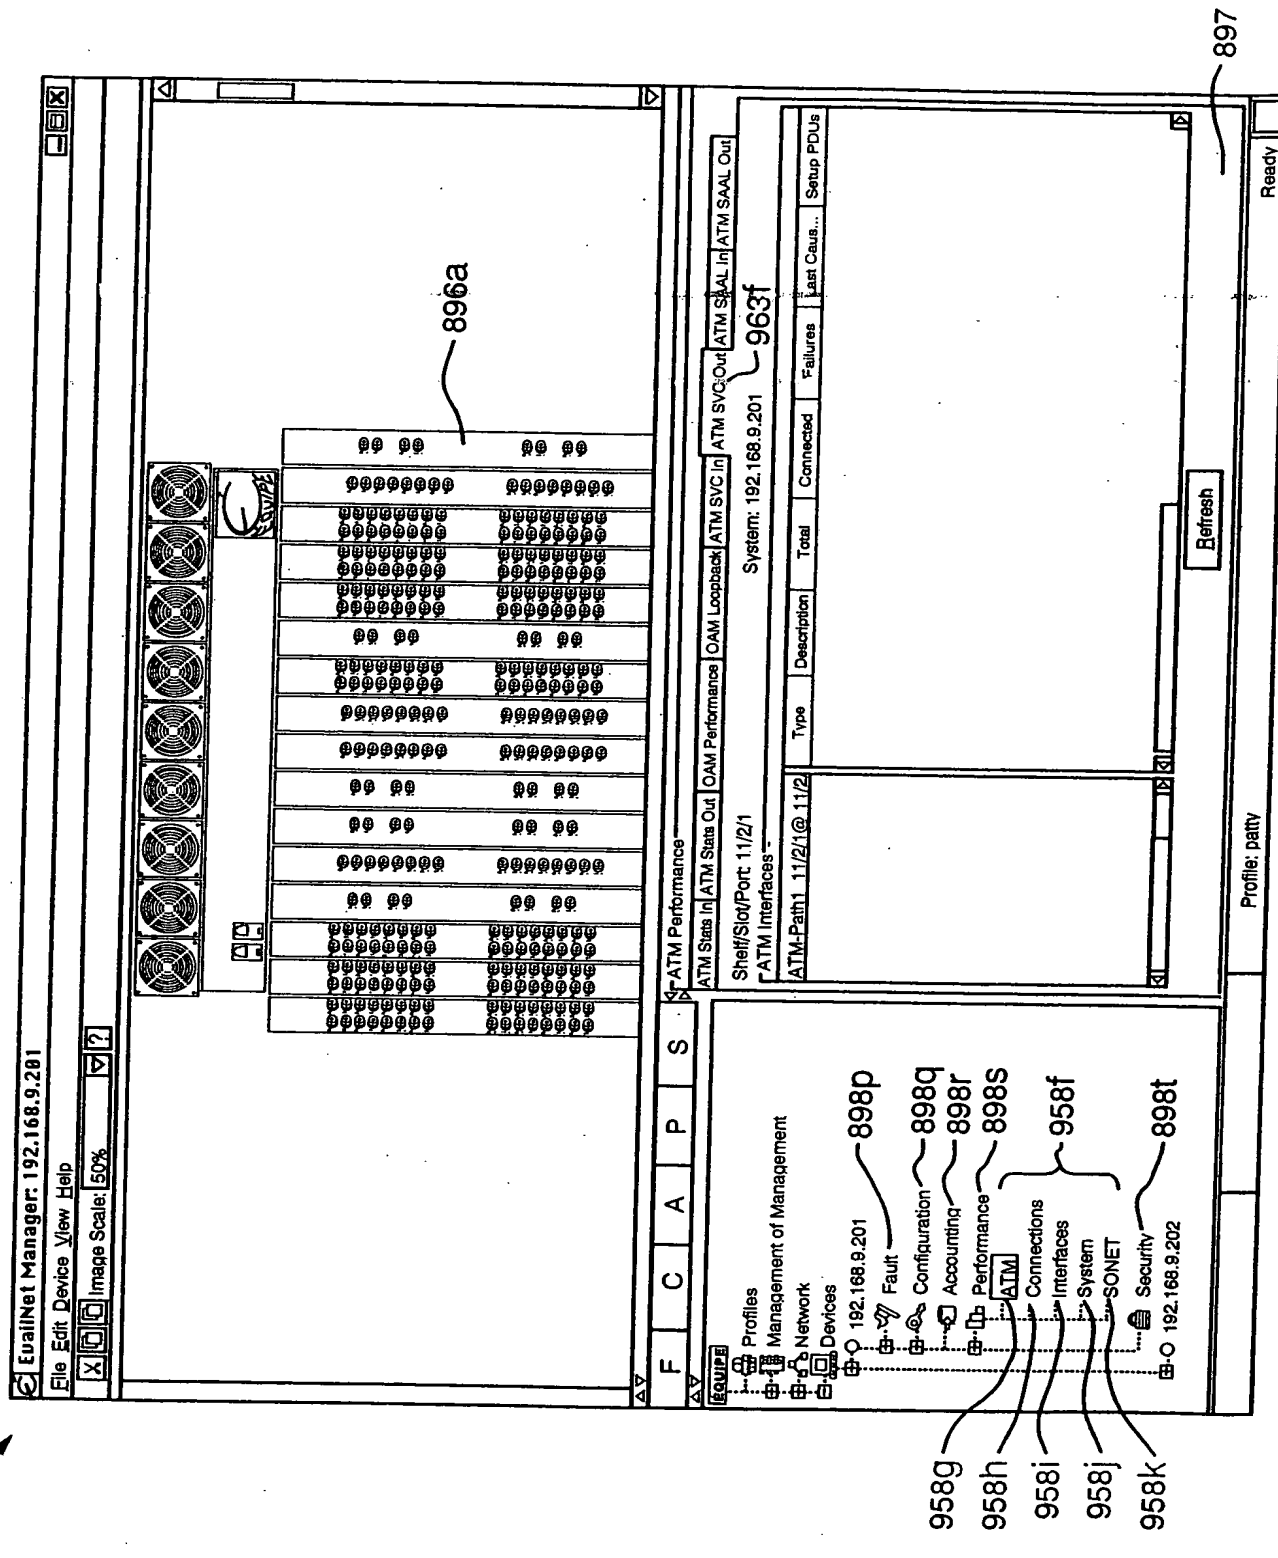 EvailNet Manager: 192.168.9.201
File Edit Device View Help
Image Scale: 50%
?
EQUIPE
896a
F C A P S
EQUIPE
Profiles
Management of Management
Network
Devices
192.168.9.201
Fault
Configuration
Accounting
Performance
ATM
Connections
Interfaces
System
SONET
Security
192.168.9.202
898p
898q
898r
898s
958f
898t
958g
958h
958i
958j
958k
ATM Performance
ATM Stats In ATM Stats Out OAM Performance OAM Loopback ATM SVC In ATM SVC Out ATM SAAL In ATM SAAL Out
963f
Shelf/Slot/Port: 11/2/1 System: 192.168.9.201
ATM Interfaces
ATM-Path1 11/2/1@ 11/2
Type Description Total Connected Failures Last Caus... Setup PDUs
Refresh
897
Profile: patty
Ready